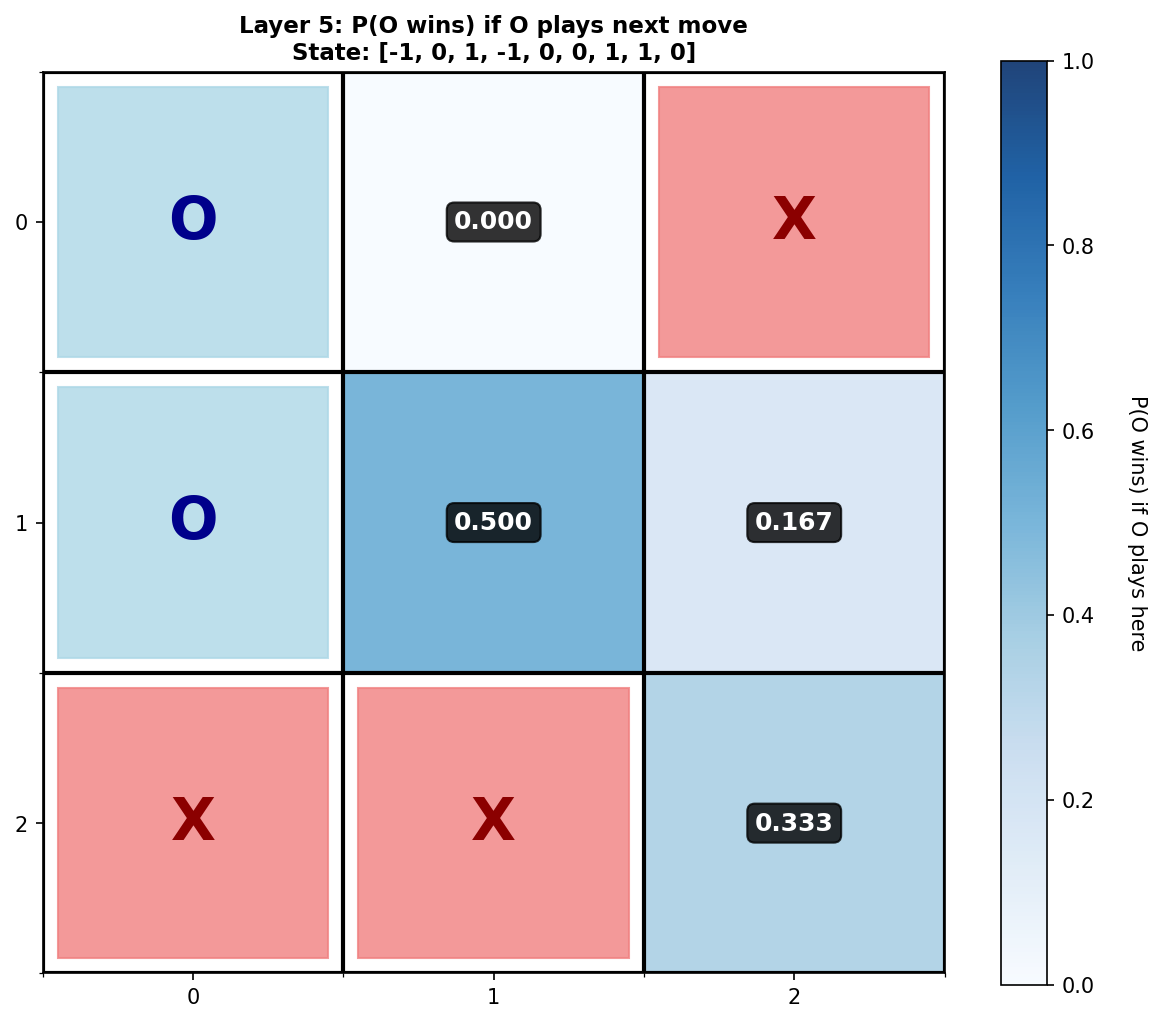 Layer 5: P(O wins) if O plays next move
State: [-1, 0, 1, -1, 0, 0, 1, 1, 0]
0
O
0.000
X
1
O
0.500
0.167
2
X
X
0.333
0
1
2
1.0
0.8
0.6
0.4
0.2
0.0
P(O wins) if O plays here